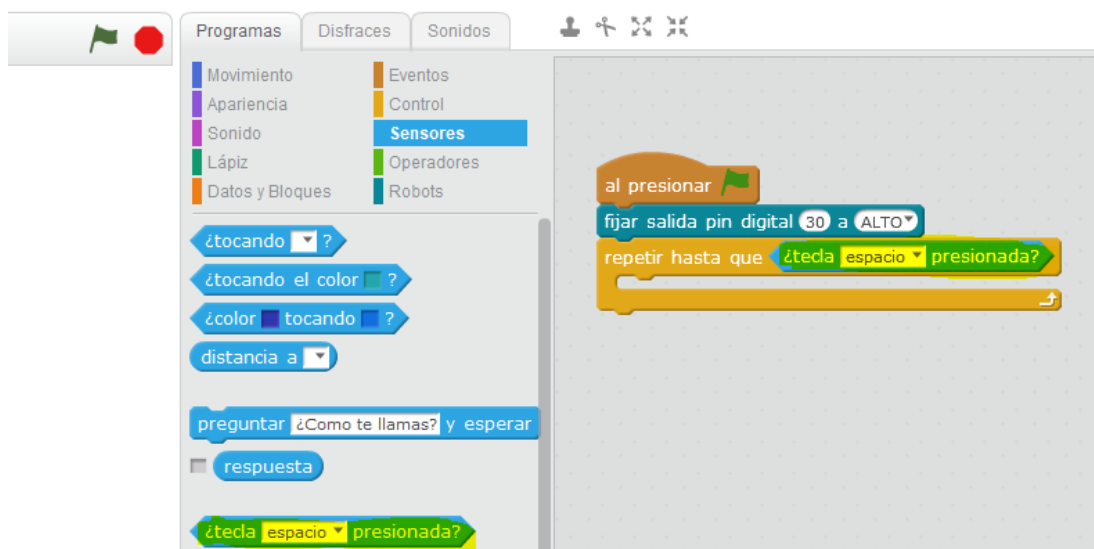 Programas Disfraces Sonidos
Movimiento Eventos
Apariencia Control
Sonido Sensores
Lápiz Operadores
Datos y Bloques Robots
¿tocando ?
¿tocando el color ?
¿color tocando ?
distancia a
preguntar ¿Como te llamas? y esperar
respuesta
¿tecla espacio presionada?
al presionar
fijar salida pin digital 30 a ALTO
repetir hasta que ¿tecla espacio presionada?